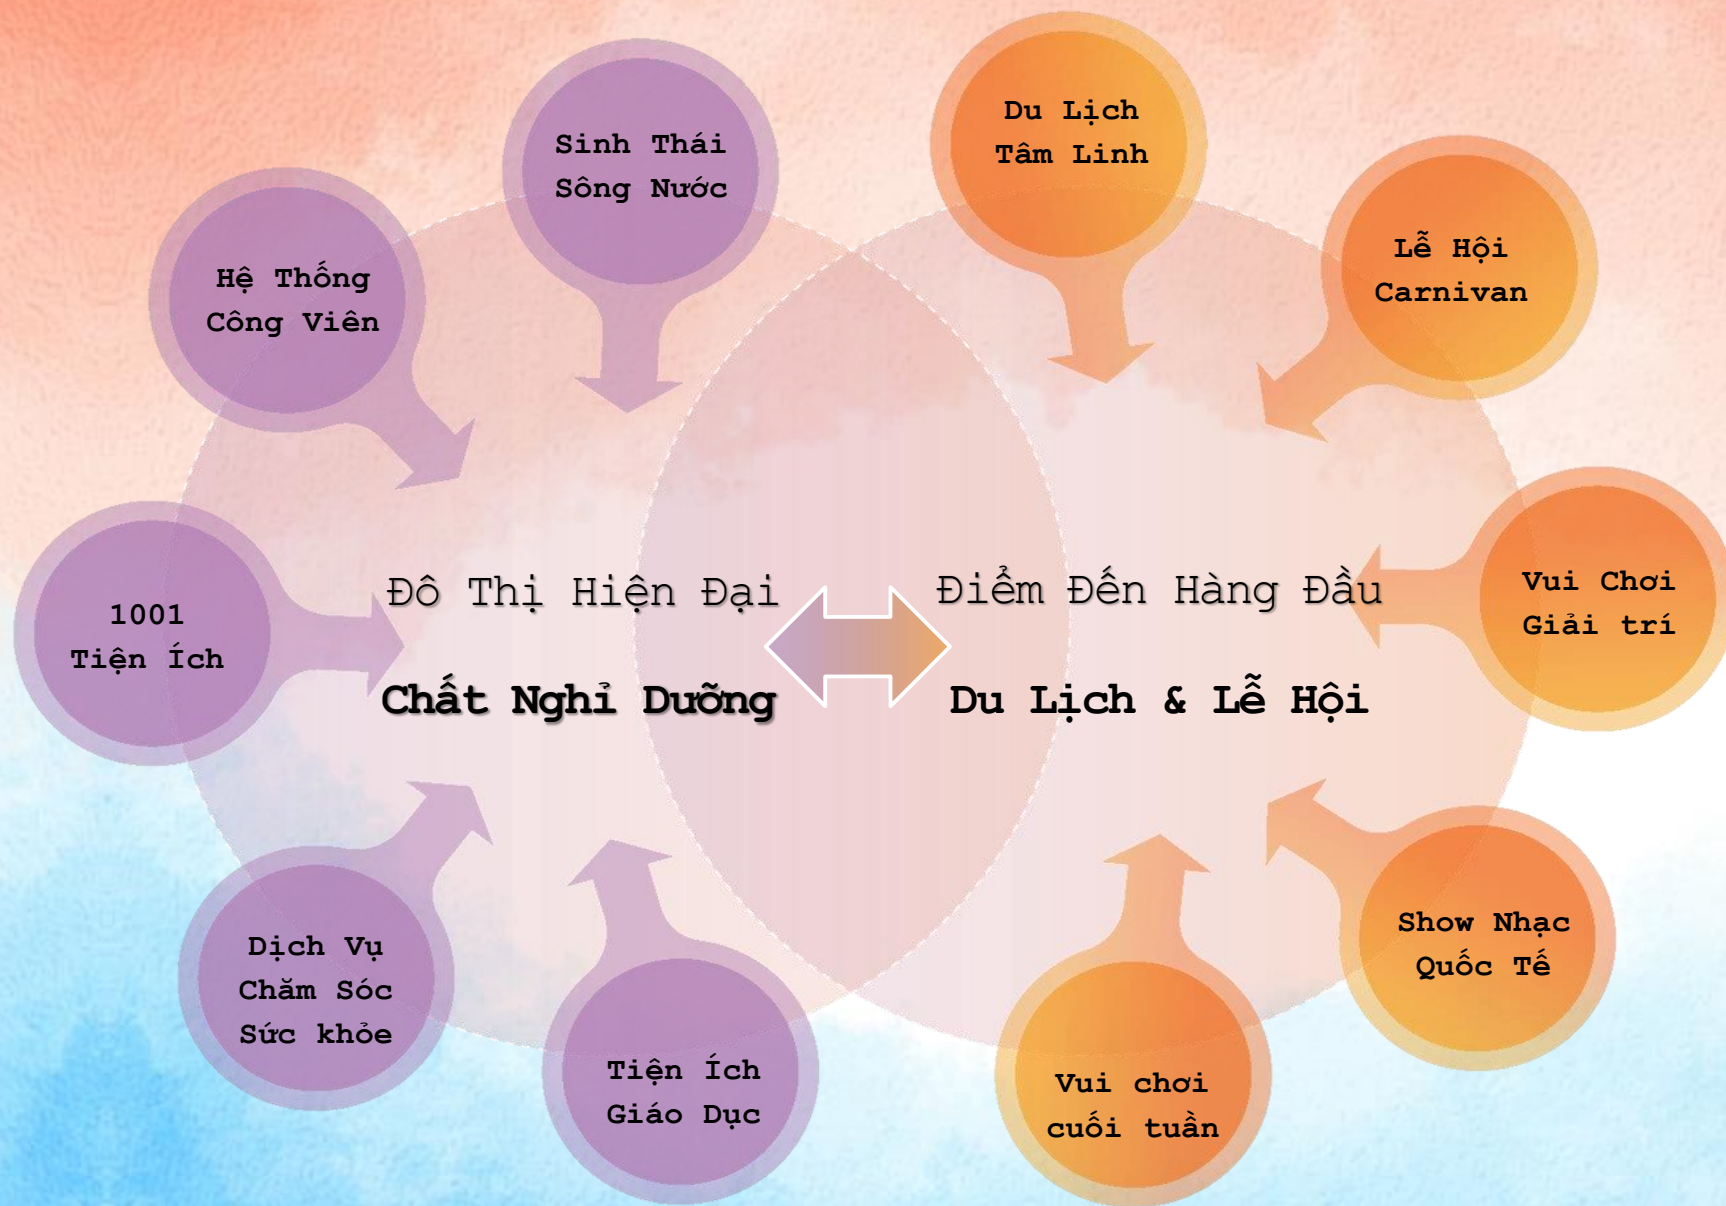 Sinh Thái
Sông Nước
Hệ Thống
Công Viên
1001
Tiện Ích
Dịch Vụ
Chăm Sóc
Sức khỏe
Tiện Ích
Giáo Dục
Đô Thị Hiện Đại
Chất Nghỉ Dưỡng
Điểm Đến Hàng Đầu
Du Lịch & Lễ Hội
Du Lịch
Tâm Linh
Lễ Hội
Carnivan
Vui Chơi
Giải trí
Show Nhạc
Quốc Tế
Vui chơi
cuối tuần